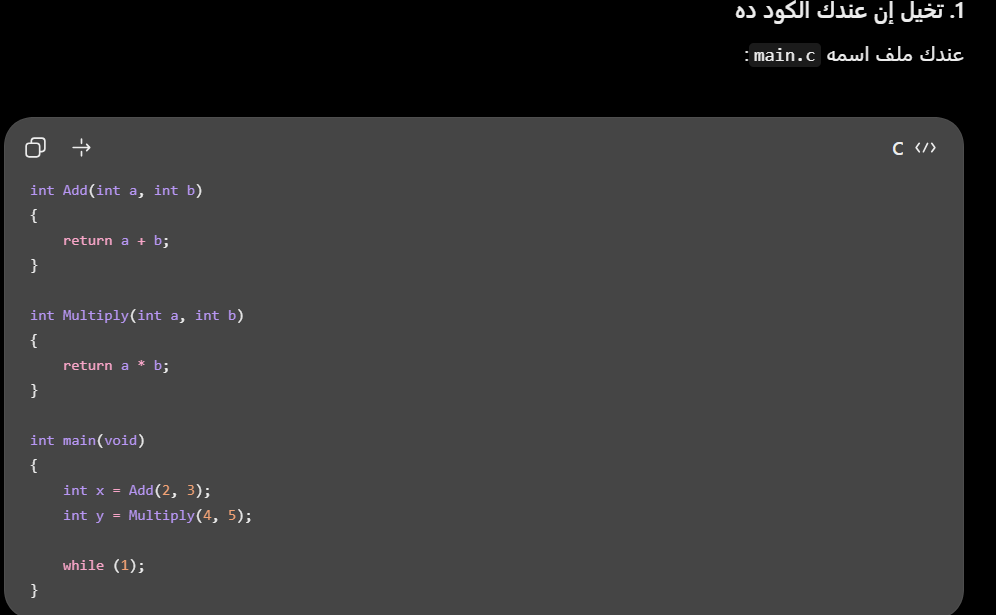 1. تخيل إن عندك الكود ده
عندك ملف اسمه main.c:
C </>
int Add(int a, int b)
{
    return a + b;
}

int Multiply(int a, int b)
{
    return a * b;
}

int main(void)
{
    int x = Add(2, 3);
    int y = Multiply(4, 5);

    while (1);
}